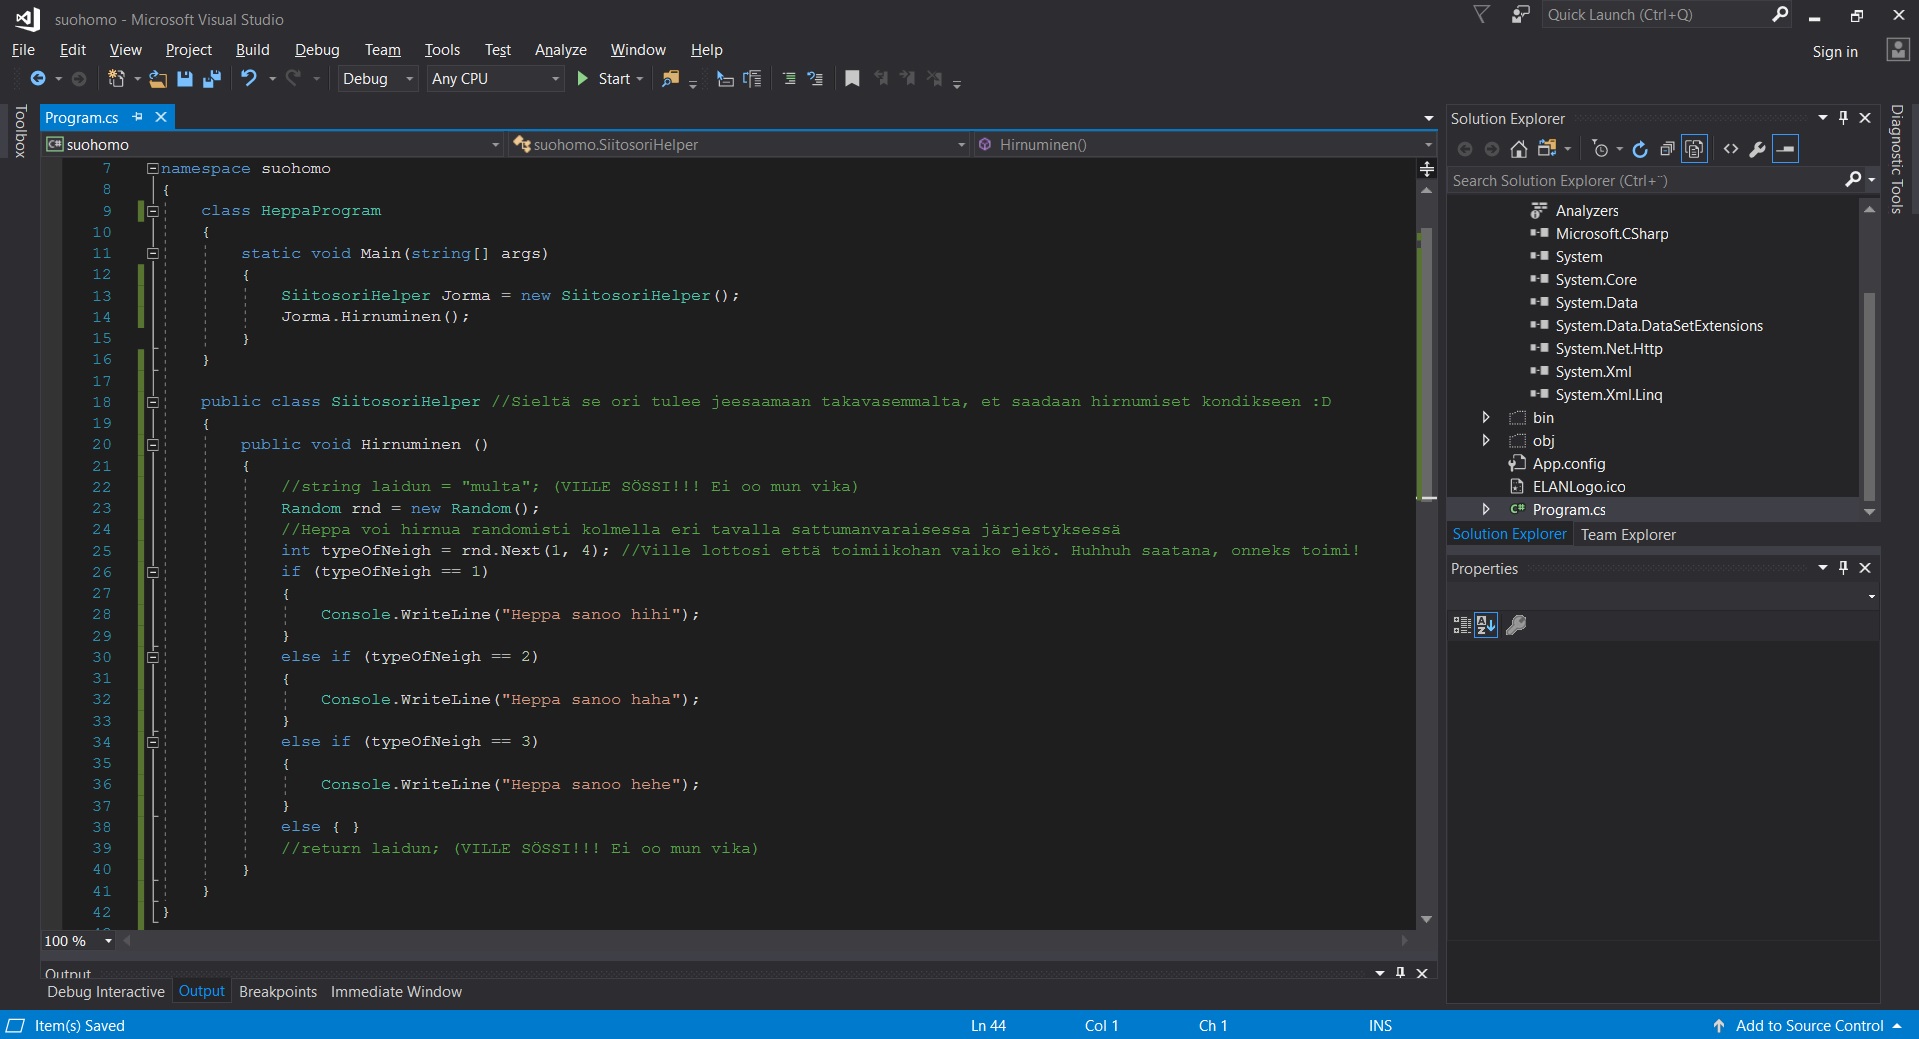 suohomo - Microsoft Visual Studio
Quick Launch (Ctrl+Q)
File Edit View Project Build Debug Team Tools Test Analyze Window Help
Sign in
Debug Any CPU Start
Toolbox
Program.cs
suohomo suohomo.SiitosoriHelper Hirnuminen()
7 namespace suohomo
8 {
9 class HeppaProgram
10 {
11 static void Main(string[] args)
12 {
13 SiitosoriHelper Jorma = new SiitosoriHelper();
14 Jorma.Hirnuminen();
15 }
16 }
17
18 public class SiitosoriHelper //Sieltä se ori tulee jeesaamaan takavasemmalta, et saadaan hirnumiset kondikseen :D
19 {
20 public void Hirnuminen ()
21 {
22 //string laidun = "multa"; (VILLE SÖSSI!!! Ei oo mun vika)
23 Random rnd = new Random();
24 //Heppa voi hirnua randomisti kolmella eri tavalla sattumanvaraisessa järjestyksessä
25 int typeOfNeigh = rnd.Next(1, 4); //Ville lottosi että toimiikohan vaiko eikö. Huhhuh saatana, onneks toimi!
26 if (typeOfNeigh == 1)
27 {
28 Console.WriteLine("Heppa sanoo hihi");
29 }
30 else if (typeOfNeigh == 2)
31 {
32 Console.WriteLine("Heppa sanoo haha");
33 }
34 else if (typeOfNeigh == 3)
35 {
36 Console.WriteLine("Heppa sanoo hehe");
37 }
38 else { }
39 //return laidun; (VILLE SÖSSI!!! Ei oo mun vika)
40 }
41 }
42 }
100 %
Output
Debug Interactive Output Breakpoints Immediate Window
Solution Explorer
Search Solution Explorer (Ctrl+¨)
Analyzers
Microsoft.CSharp
System
System.Core
System.Data
System.Data.DataSetExtensions
System.Net.Http
System.Xml
System.Xml.Linq
bin
obj
App.config
ELANLogo.ico
C# Program.cs
Solution Explorer Team Explorer
Properties
Diagnostic Tools
Item(s) Saved Ln 44 Col 1 Ch 1 INS Add to Source Control